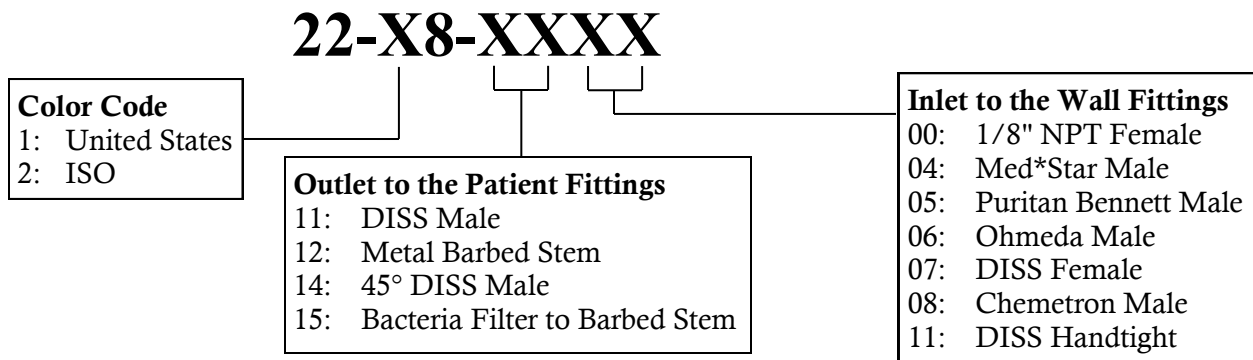 22-X8-XXXX
Color Code
1: United States
2: ISO
Outlet to the Patient Fittings
11: DISS Male
12: Metal Barbed Stem
14: 45° DISS Male
15: Bacteria Filter to Barbed Stem
Inlet to the Wall Fittings
00: 1/8" NPT Female
04: Med*Star Male
05: Puritan Bennett Male
06: Ohmeda Male
07: DISS Female
08: Chemetron Male
11: DISS Handtight